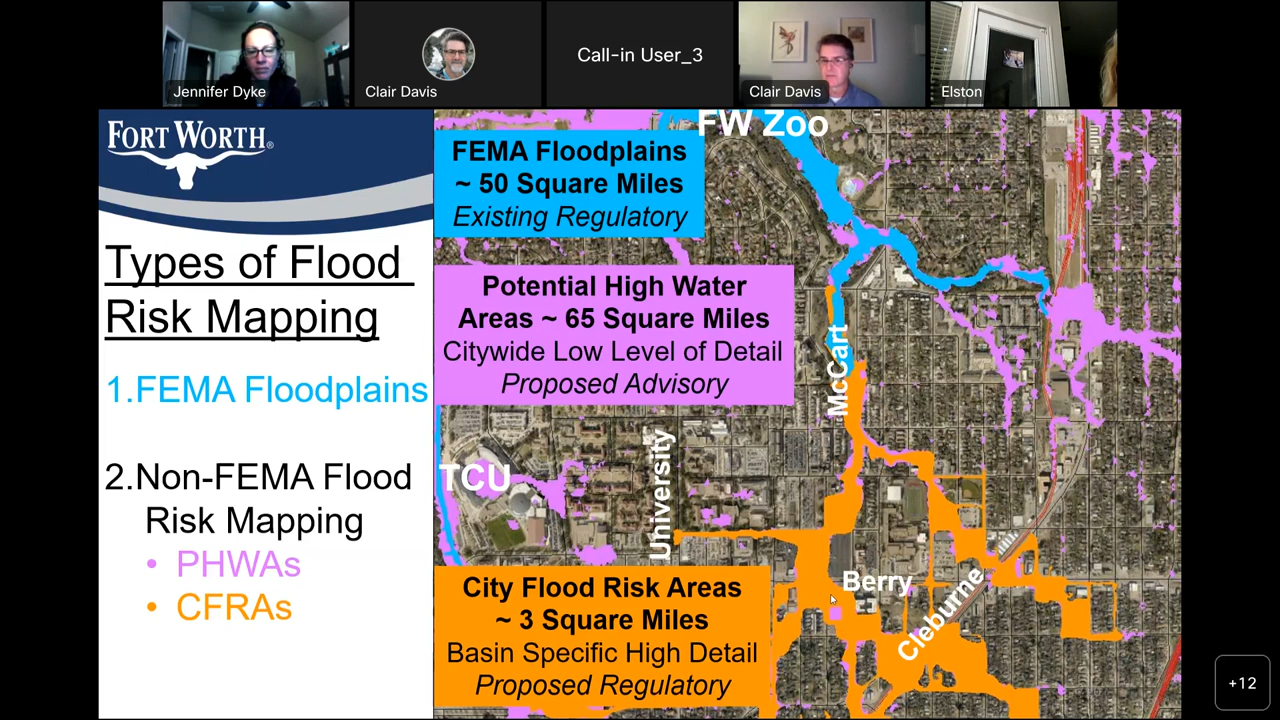 Jennifer Dyke
Clair Davis
Call-in User_3
Clair Davis
Elston
FORT WORTH®
Types of Flood
Risk Mapping
1.FEMA Floodplains
2.Non-FEMA Flood
Risk Mapping
• PHWAs
• CFRAs
FW Zoo
FEMA Floodplains
~ 50 Square Miles
Existing Regulatory
Potential High Water
Areas ~ 65 Square Miles
Citywide Low Level of Detail
Proposed Advisory
McCart
TCU
University
Berry
Cleburne
City Flood Risk Areas
~ 3 Square Miles
Basin Specific High Detail
Proposed Regulatory
+12